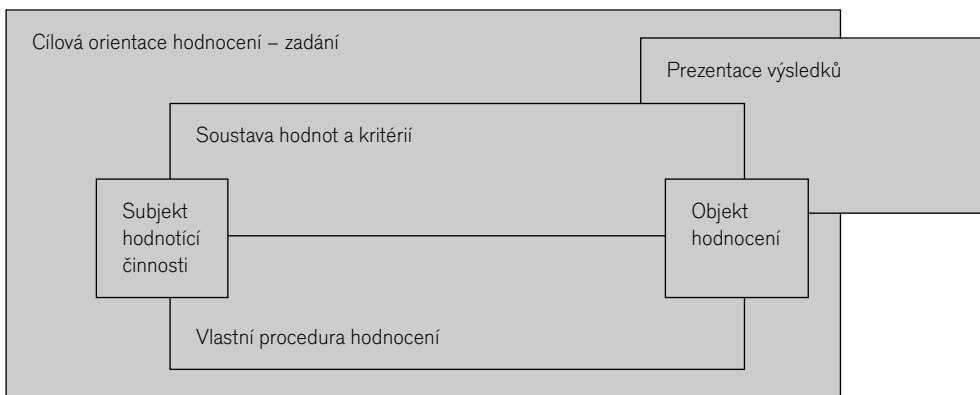 Cílová orientace hodnocení – zadání
Prezentace výsledků
Soustava hodnot a kritérií
Subjekt
hodnotící
činnosti
Objekt
hodnocení
Vlastní procedura hodnocení